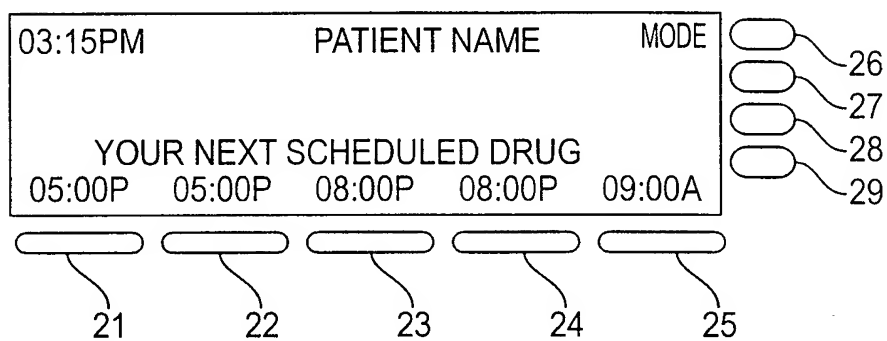 03:15PM PATIENT NAME MODE
26
27
YOUR NEXT SCHEDULED DRUG
28
05:00P 05:00P 08:00P 08:00P 09:00A
29
21 22 23 24 25